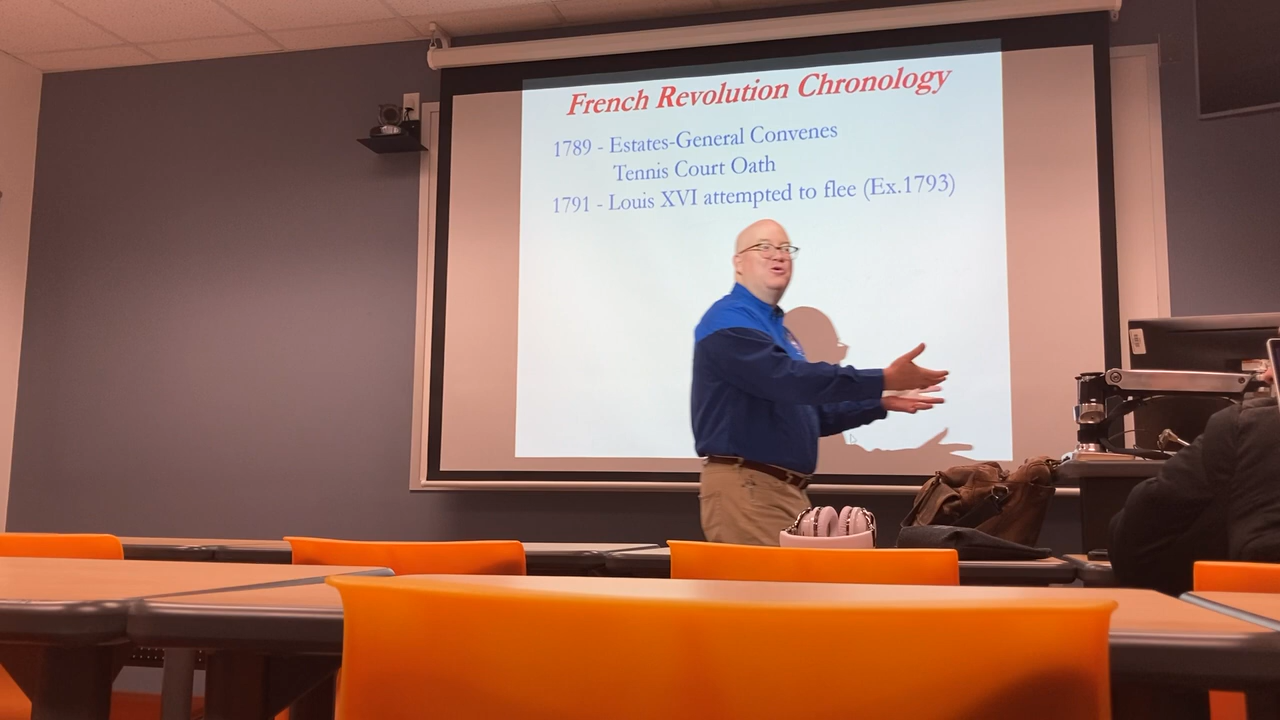 French Revolution Chronology
1789 - Estates-General Convenes
Tennis Court Oath
1791 - Louis XVI attempted to flee (Ex.1793)